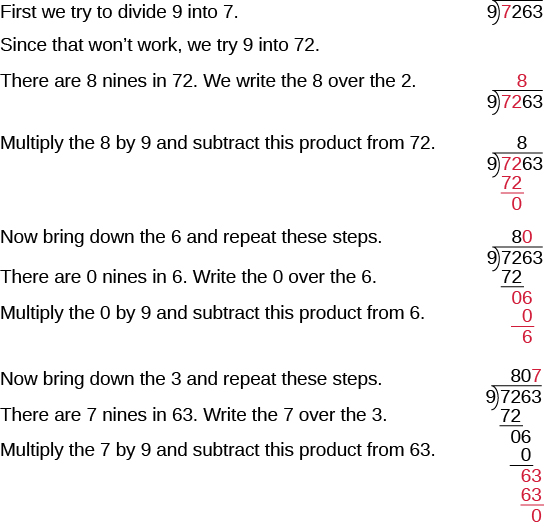 First we try to divide 9 into 7. 9)7263
Since that won’t work, we try 9 into 72.
There are 8 nines in 72. We write the 8 over the 2. 8
9)7263
Multiply the 8 by 9 and subtract this product from 72. 8
9)7263
72
0
Now bring down the 6 and repeat these steps. 80
9)7263
There are 0 nines in 6. Write the 0 over the 6. 72
06
Multiply the 0 by 9 and subtract this product from 6. 0
6
Now bring down the 3 and repeat these steps. 807
9)7263
There are 7 nines in 63. Write the 7 over the 3. 72
06
Multiply the 7 by 9 and subtract this product from 63. 0
63
63
0